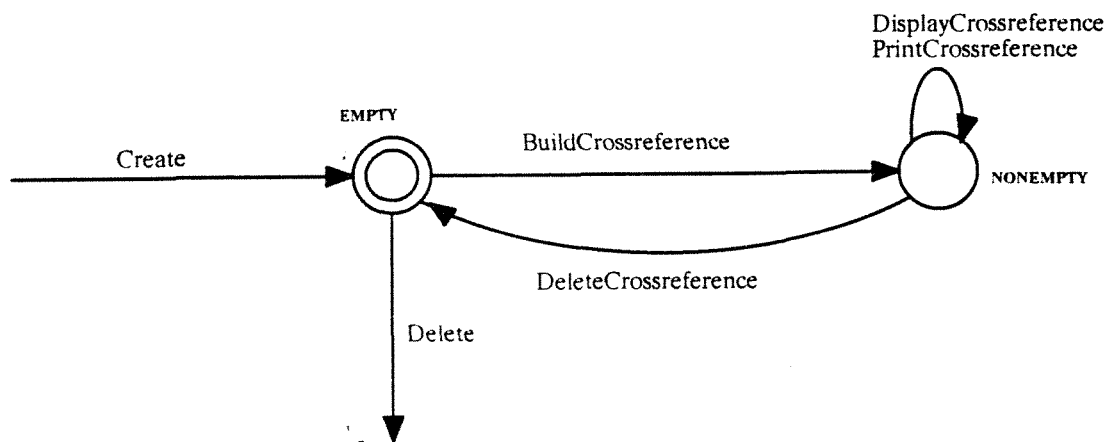 DisplayCrossreference
PrintCrossreference
EMPTY
Create
BuildCrossreference
NONEMPTY
DeleteCrossreference
Delete